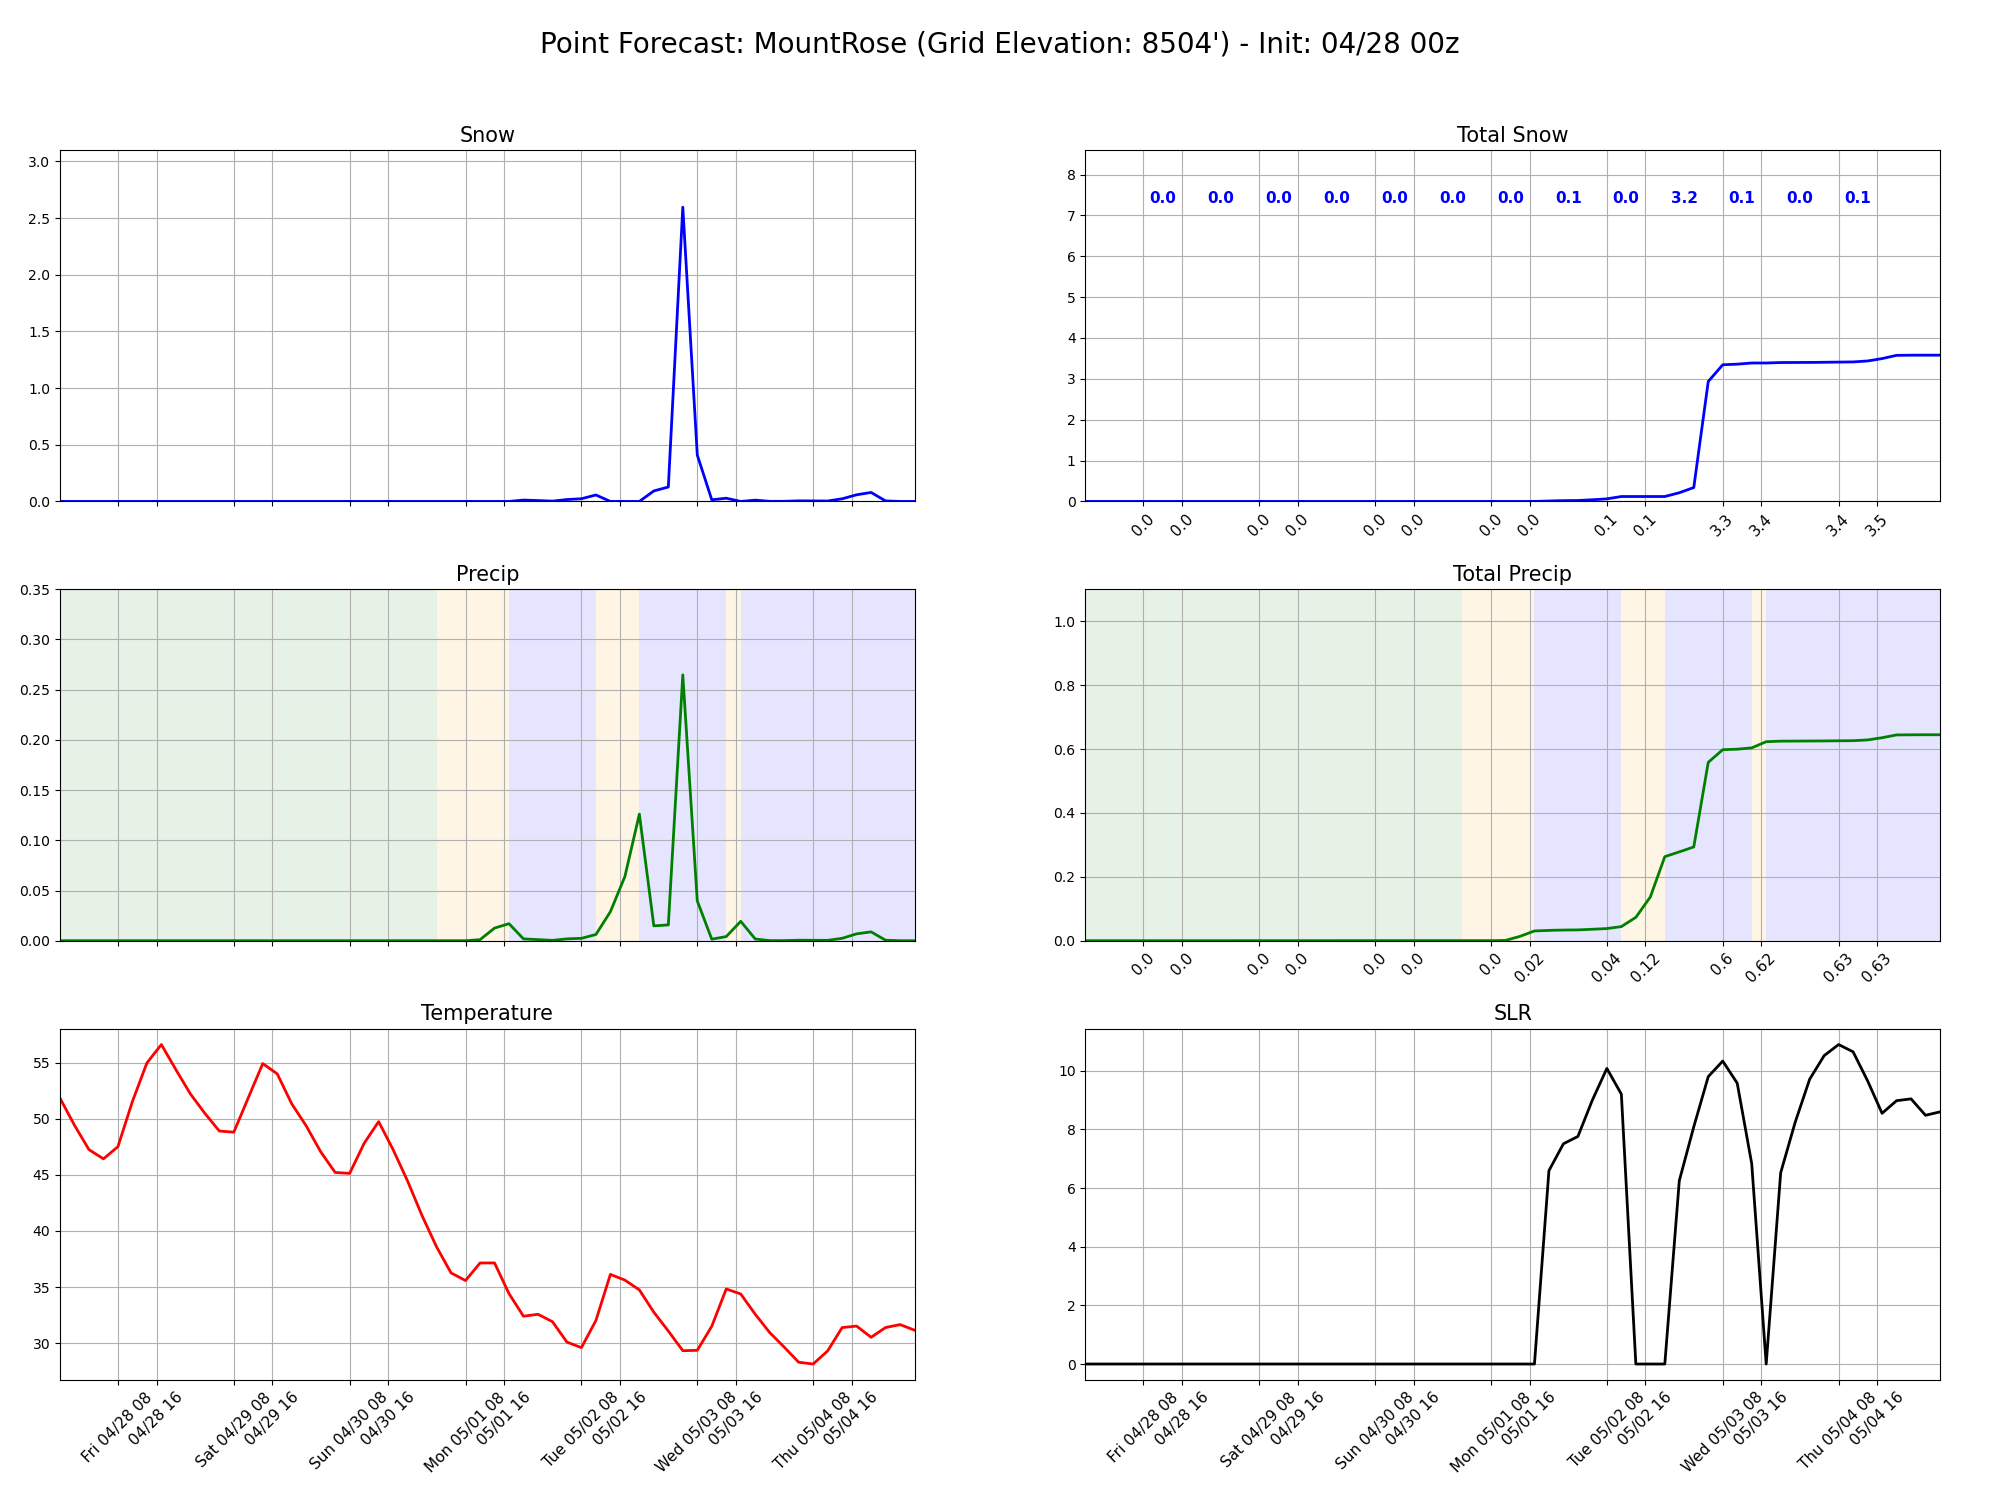 Point Forecast: MountRose (Grid Elevation: 8504') - Init: 04/28 00z
Snow
3.0
2.5
2.0
1.5
1.0
0.5
0.0
Total Snow
8
7
6
5
4
3
2
1
0
0.0 0.0 0.0 0.0 0.0 0.0 0.0 0.1 0.0 3.2 0.1 0.0 0.1
0.0 0.0 0.0 0.0 0.0 0.0 0.0 0.0 0.1 0.1 3.3 3.4 3.4 3.5
Precip
0.35
0.30
0.25
0.20
0.15
0.10
0.05
0.00
Total Precip
1.0
0.8
0.6
0.4
0.2
0.0
0.0 0.0 0.0 0.0 0.0 0.0 0.0 0.02 0.04 0.12 0.6 0.62 0.63 0.63
Temperature
55
50
45
40
35
30
Fri 04/28 08
04/28 16
Sat 04/29 08
04/29 16
Sun 04/30 08
04/30 16
Mon 05/01 08
05/01 16
Tue 05/02 08
05/02 16
Wed 05/03 08
05/03 16
Thu 05/04 08
05/04 16
SLR
10
8
6
4
2
0
Fri 04/28 08
04/28 16
Sat 04/29 08
04/29 16
Sun 04/30 08
04/30 16
Mon 05/01 08
05/01 16
Tue 05/02 08
05/02 16
Wed 05/03 08
05/03 16
Thu 05/04 08
05/04 16